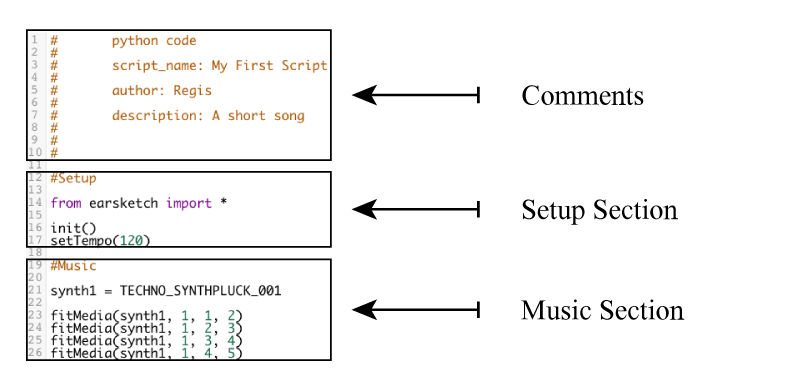 1 # python code
2 #
3 # script_name: My First Script
4 #
5 # author: Regis
6 #
7 # description: A short song
8 #
9 #
10 #
Comments
11
12 #Setup
13
14 from earsketch import *
15
16 init()
17 setTempo(120)
Setup Section
18
19 #Music
20
21 synth1 = TECHNO_SYNTHPLUCK_001
22
23 fitMedia(synth1, 1, 1, 2)
24 fitMedia(synth1, 1, 2, 3)
25 fitMedia(synth1, 1, 3, 4)
26 fitMedia(synth1, 1, 4, 5)
Music Section